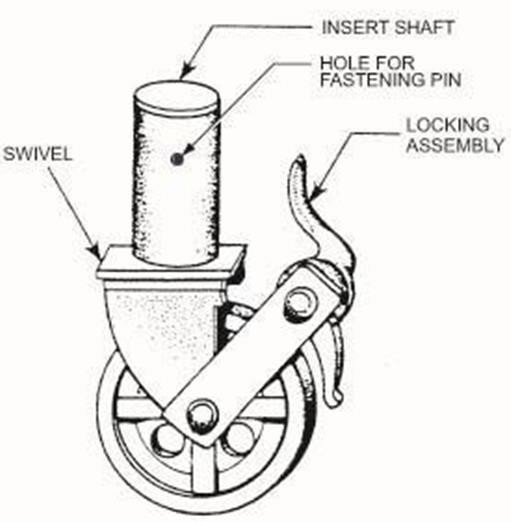 INSERT SHAFT
HOLE FOR
FASTENING PIN
LOCKING
ASSEMBLY
SWIVEL